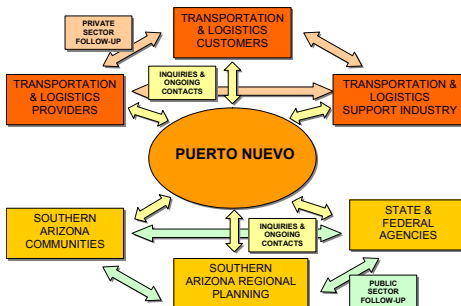 PRIVATE
SECTOR
FOLLOW-UP
TRANSPORTATION
& LOGISTICS
CUSTOMERS
TRANSPORTATION
& LOGISTICS
PROVIDERS
INQUIRIES &
ONGOING
CONTACTS
TRANSPORTATION &
LOGISTICS
SUPPORT INDUSTRY
PUERTO NUEVO
SOUTHERN
ARIZONA
COMMUNITIES
INQUIRIES &
ONGOING
CONTACTS
STATE &
FEDERAL
AGENCIES
SOUTHERN
ARIZONA REGIONAL
PLANNING
PUBLIC
SECTOR
FOLLOW-UP